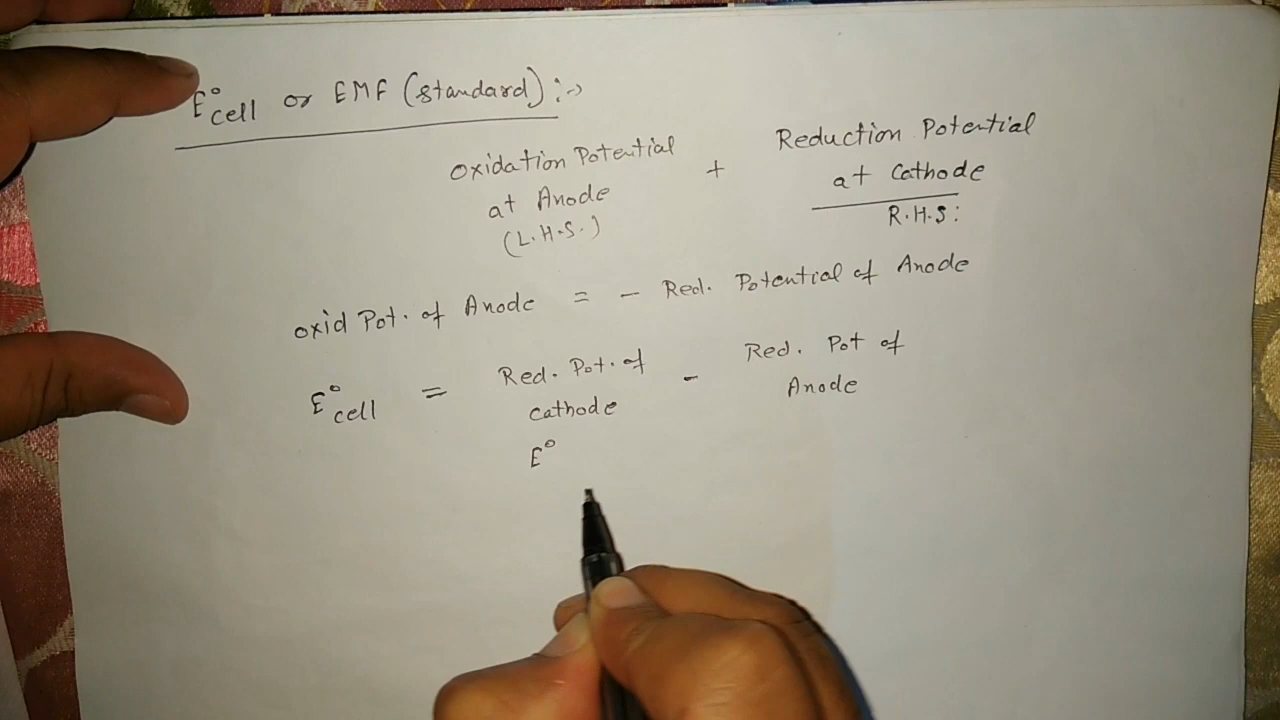 E°cell or EMF (standard) :→
Oxidation Potential at Anode (L.H.S.) + Reduction Potential at Cathode R.H.S:
oxid Pot. of Anode = - Red. Potential of Anode
E°cell = Red. Pot. of cathode - Red. Pot of Anode
E°